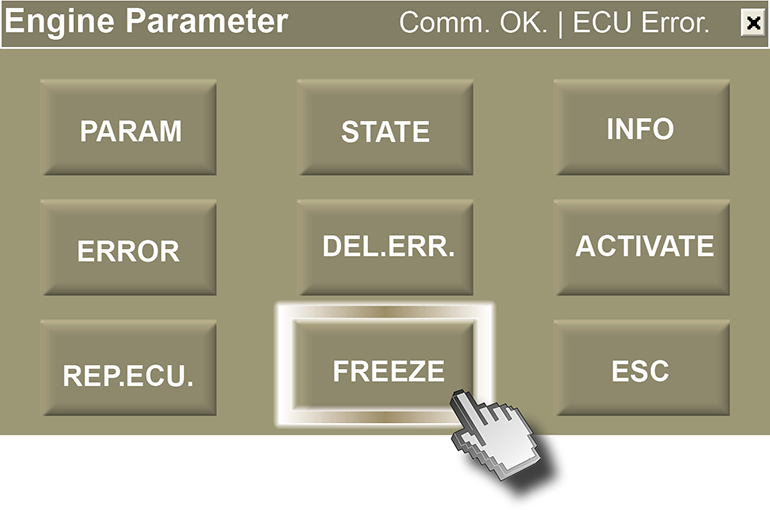 Engine Parameter Comm. OK. | ECU Error.
PARAM STATE INFO
ERROR DEL.ERR. ACTIVATE
REP.ECU. FREEZE ESC